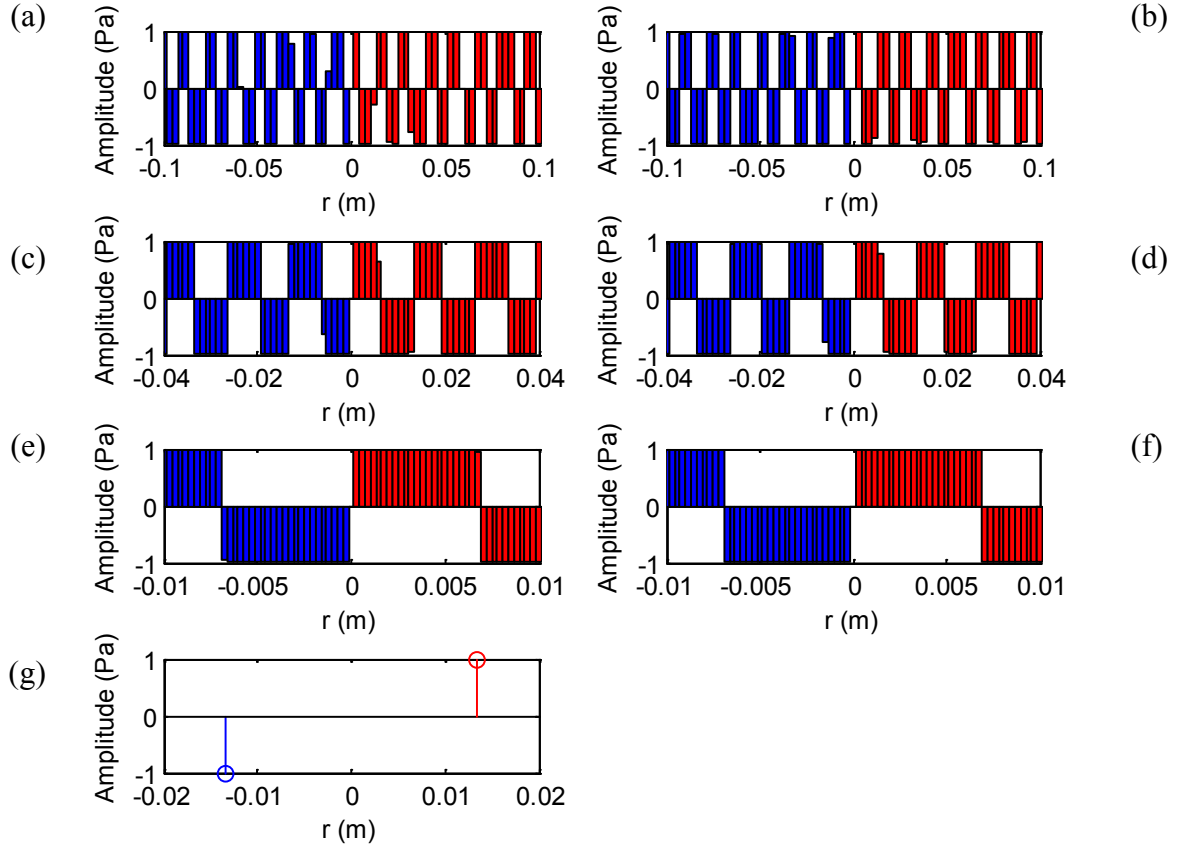 (a)
Amplitude (Pa)
1
0
-1
-0.1 -0.05 0 0.05 0.1
r (m)
(b)
Amplitude (Pa)
1
0
-1
-0.1 -0.05 0 0.05 0.1
r (m)
(c)
Amplitude (Pa)
1
0
-1
-0.04 -0.02 0 0.02 0.04
r (m)
(d)
Amplitude (Pa)
1
0
-1
-0.04 -0.02 0 0.02 0.04
r (m)
(e)
Amplitude (Pa)
1
0
-1
-0.01 -0.005 0 0.005 0.01
r (m)
(f)
Amplitude (Pa)
1
0
-1
-0.01 -0.005 0 0.005 0.01
r (m)
(g)
Amplitude (Pa)
1
0
-1
-0.02 -0.01 0 0.01 0.02
r (m)